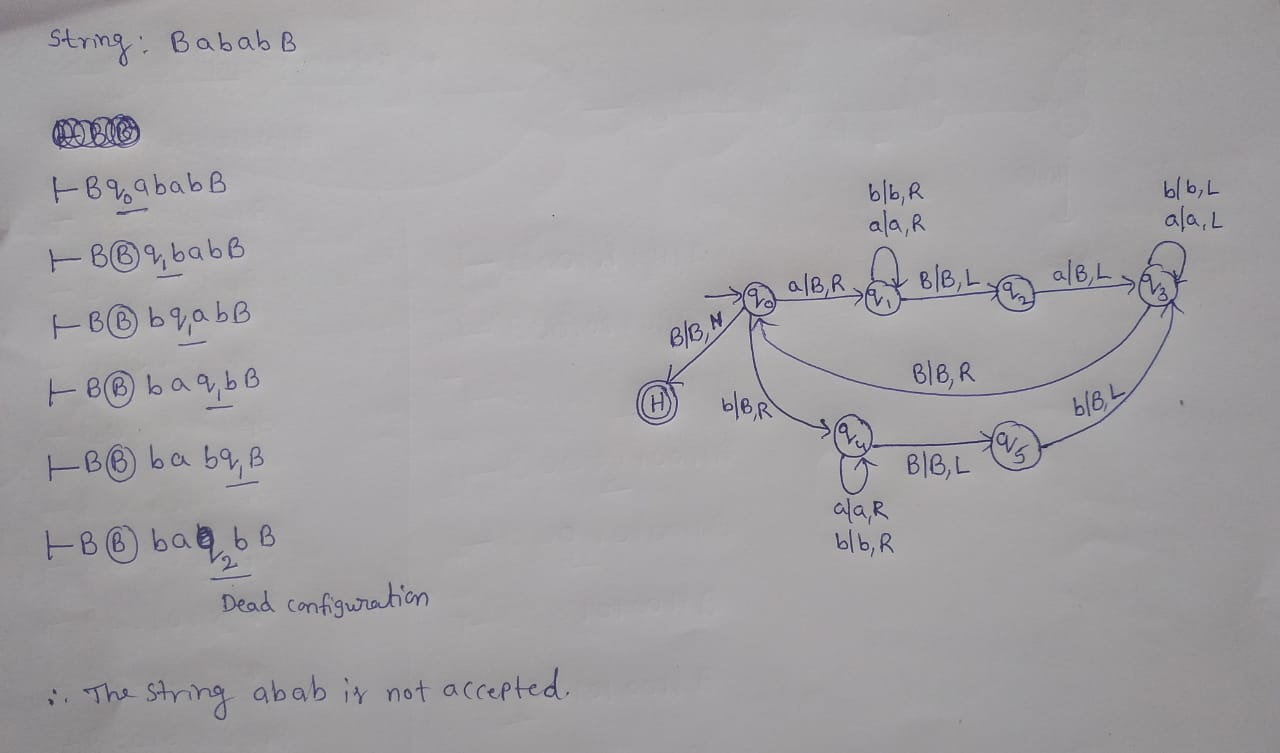 String: BababB
⊢Bq₀ababB
⊢BⒷq₁babB
⊢BⒷbq₁abB
⊢BⒷbaq₁bB
⊢BⒷbabq₁B
⊢BⒷbaq₂bB
Dead configuration
∴ The string abab is not accepted.
b/b,R
a/a,R
b/b,L
a/a,L
q₀
a/B,R
q₁
B/B,L
q₂
a/B,L
q₃
B/B,N
H
B/B,R
b/B,R
q₄
B/B,L
q₅
b/B,L
a/a,R
b/b,R